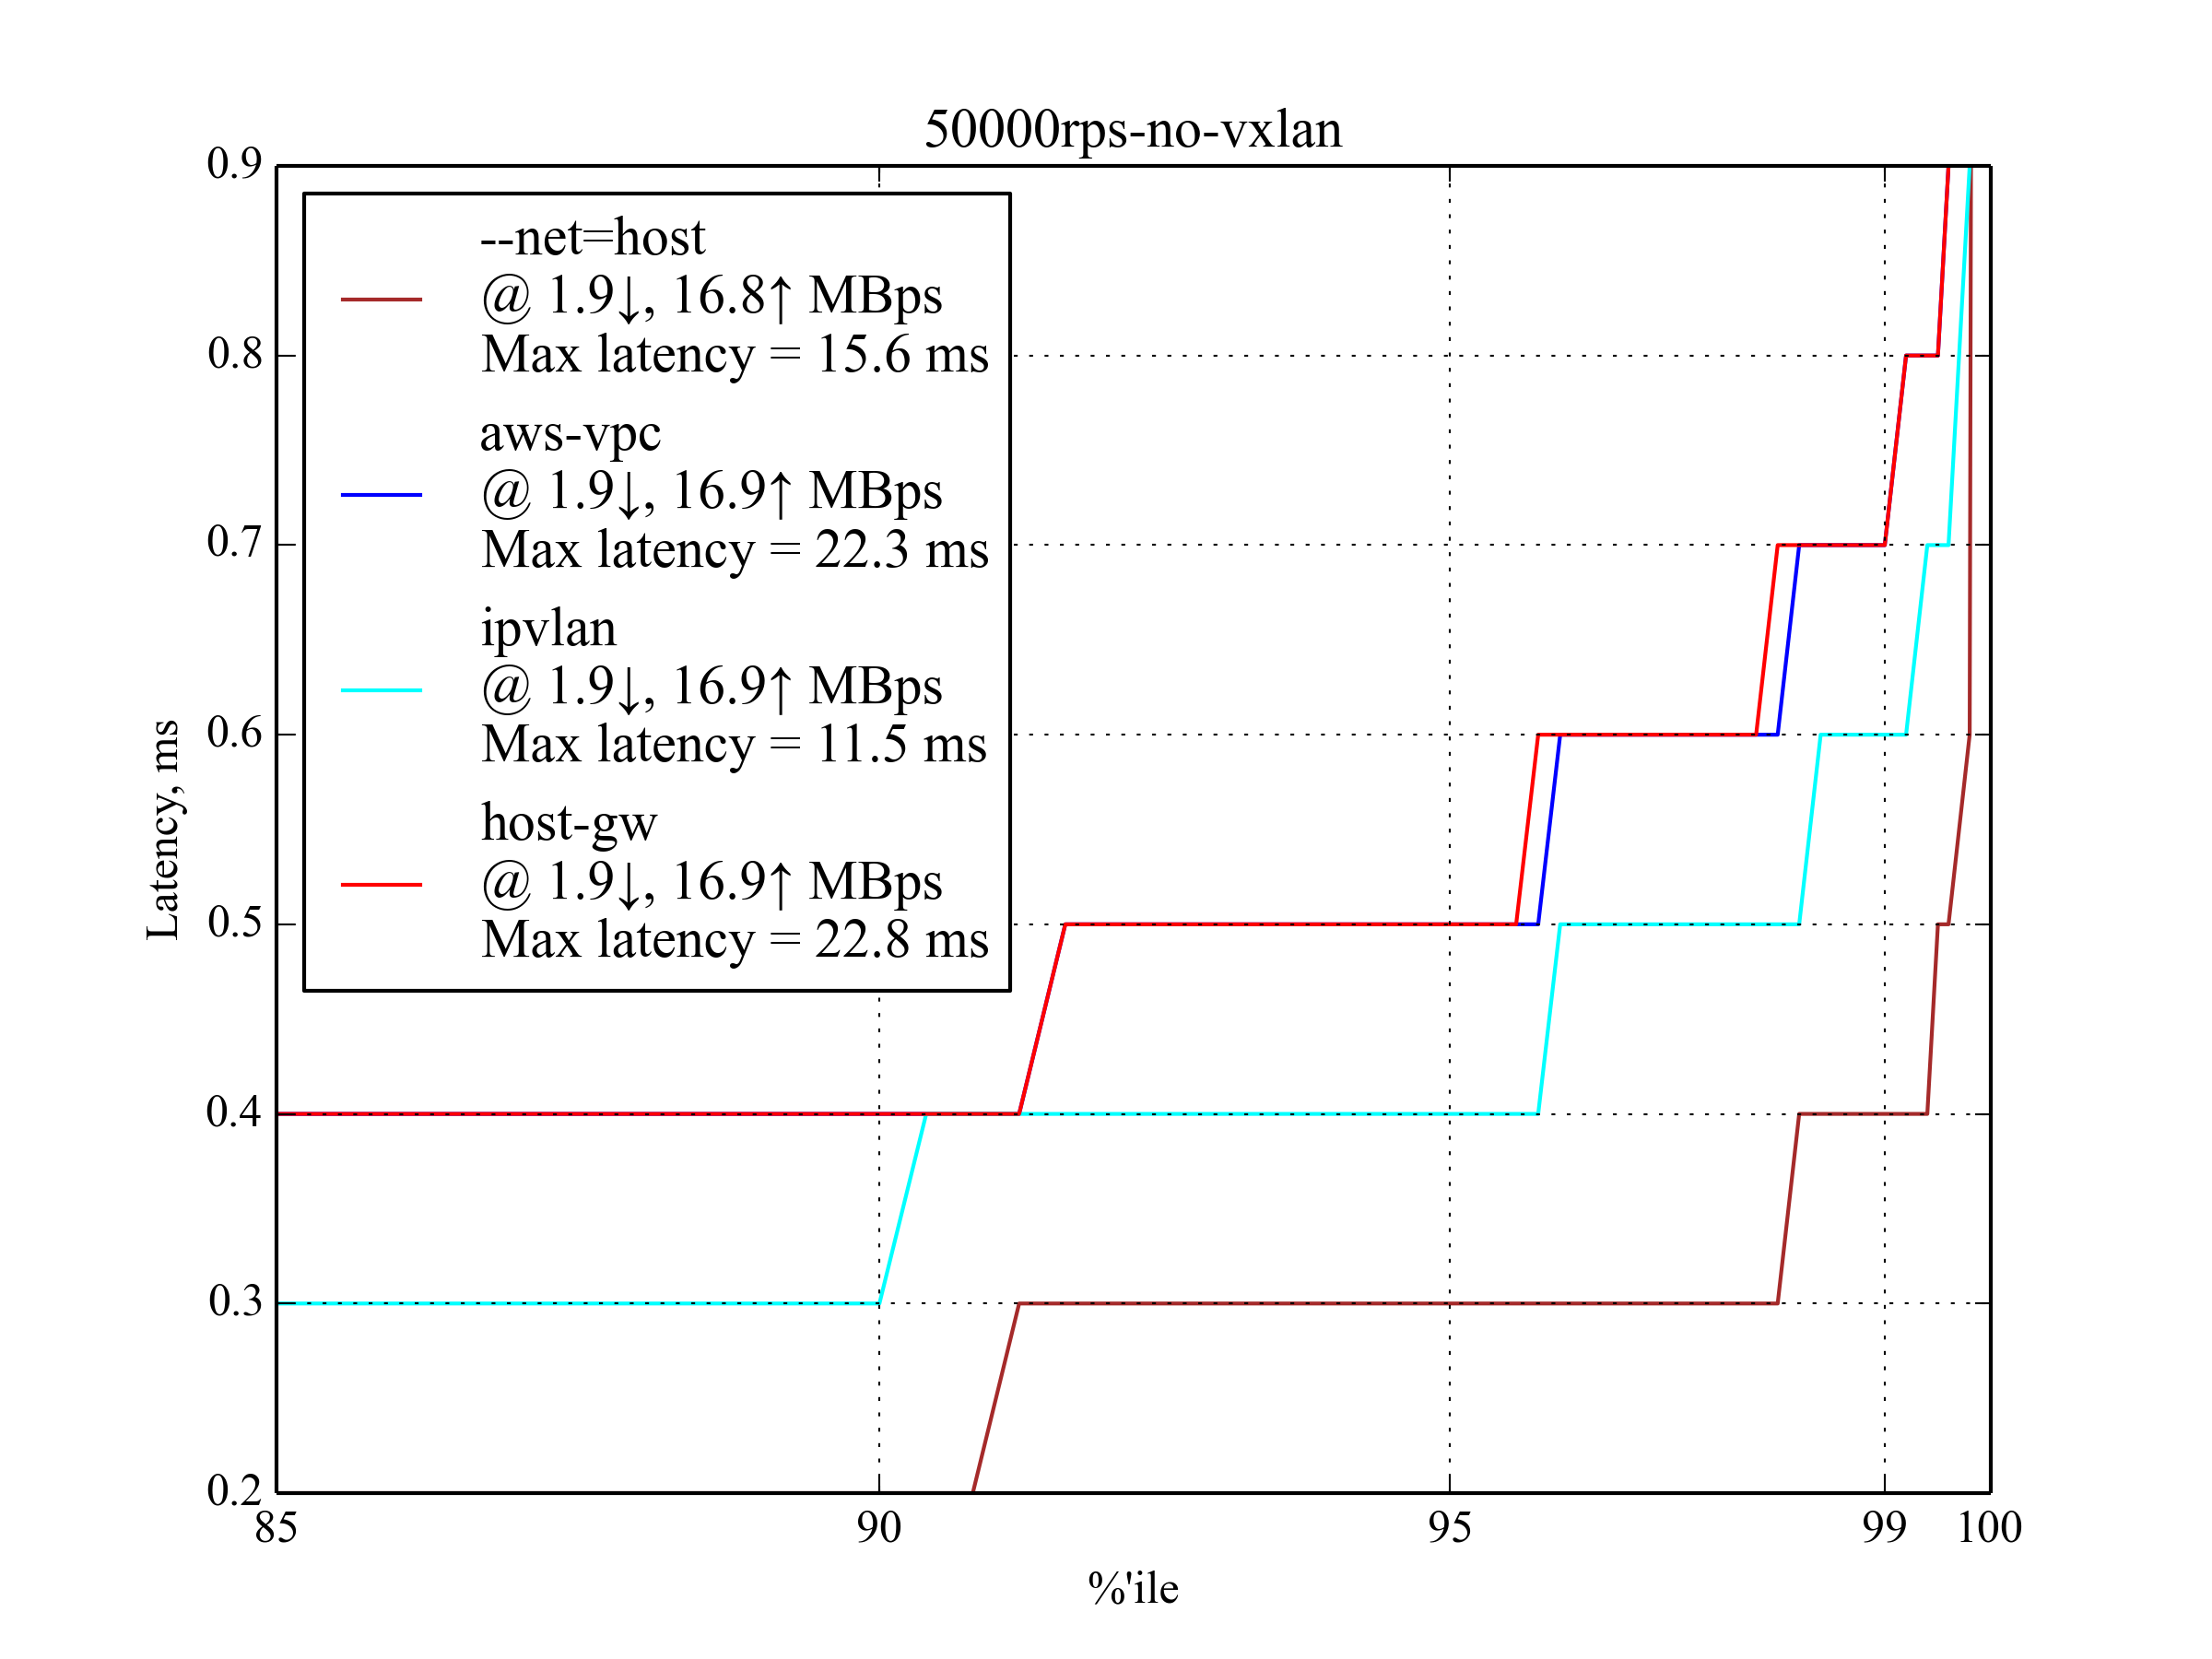 50000rps-no-vxlan
--net=host
@ 1.9↓, 16.8↑ MBps
Max latency = 15.6 ms
aws-vpc
@ 1.9↓, 16.9↑ MBps
Max latency = 22.3 ms
ipvlan
@ 1.9↓, 16.9↑ MBps
Max latency = 11.5 ms
host-gw
@ 1.9↓, 16.9↑ MBps
Max latency = 22.8 ms
Latency, ms
0.9
0.8
0.7
0.6
0.5
0.4
0.3
0.2
85 90 95 99 100
%'ile